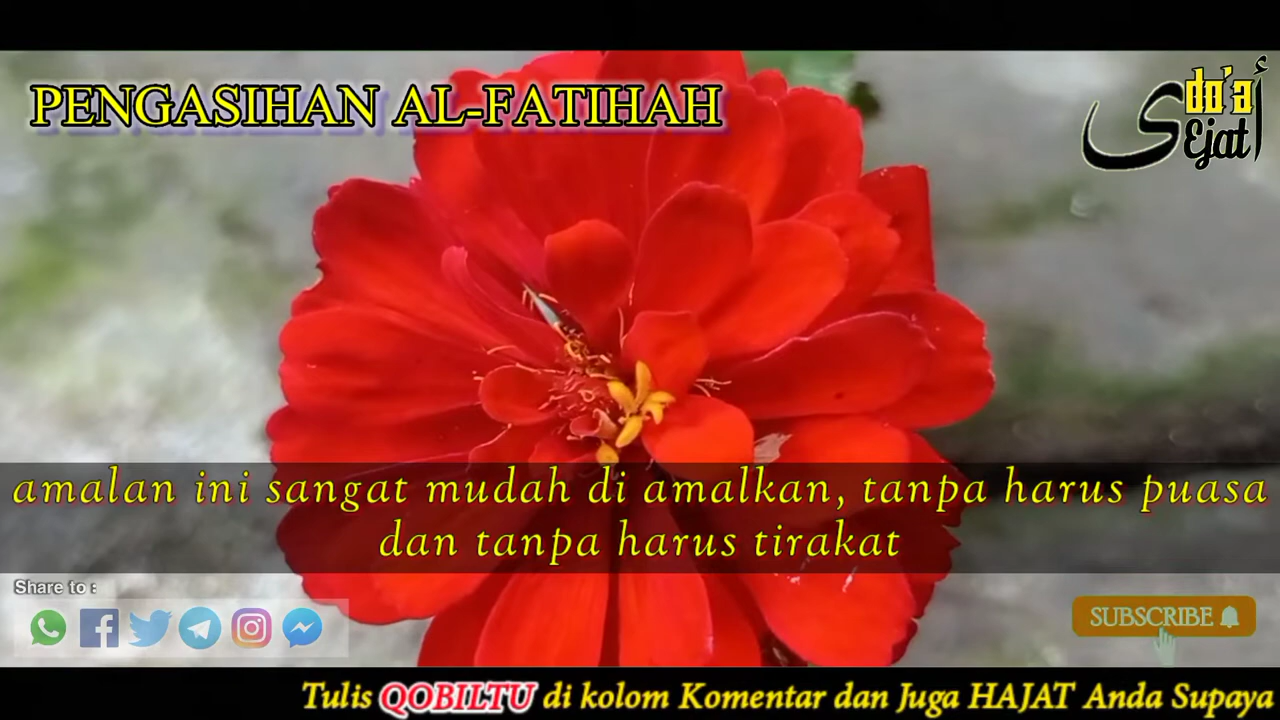 PENGASIHAN AL-FATIHAH
do'a
Ejati
amalan ini sangat mudah di amalkan, tanpa harus puasa
dan tanpa harus tirakat
Share to :
SUBSCRIBE
Tulis QOBILTU di kolom Komentar dan Juga HAJAT Anda Supaya